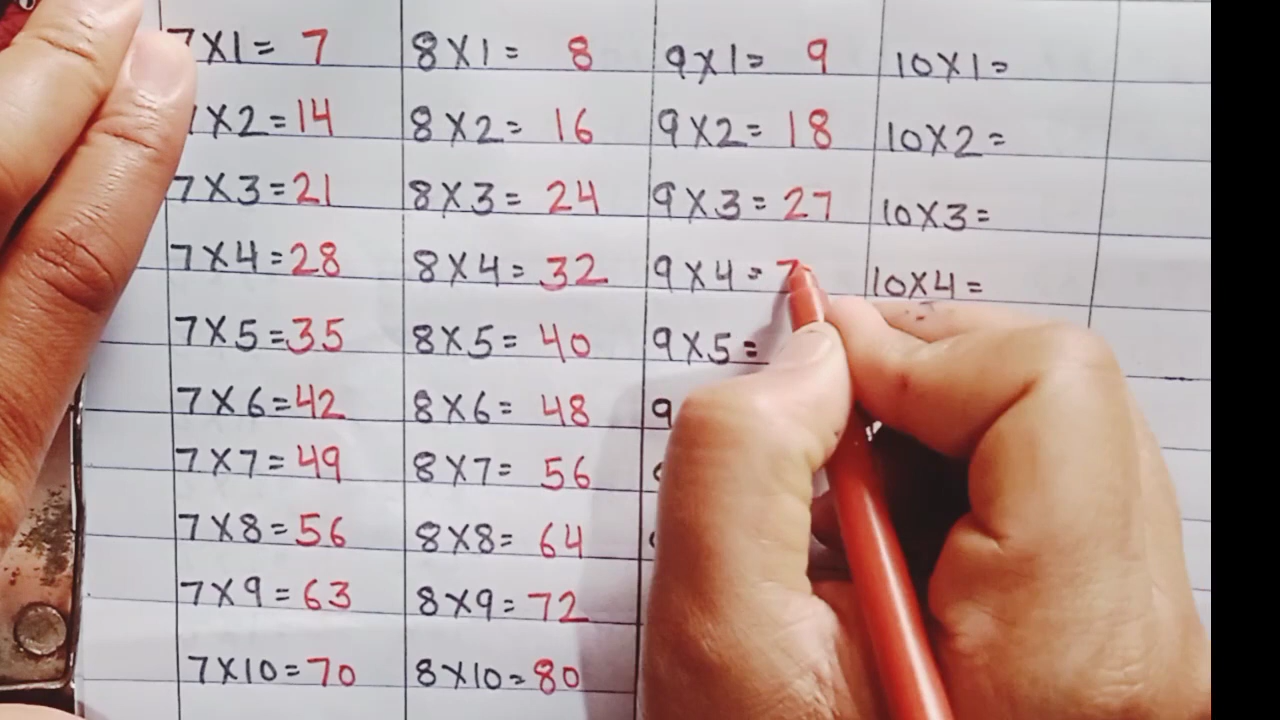 7X1= 7 8X1= 8 9X1= 9 10X1=
X2=14 8X2= 16 9X2= 18 10X2=
7X3=21 8X3= 24 9X3= 27 10X3=
7X4=28 8X4= 32 9X4= 10X4=
7X5=35 8X5= 40 9X5=
7X6=42 8X6= 48 9
7X7=49 8X7= 56
7X8=56 8X8= 64
7X9=63 8X9= 72
7X10=70 8X10=80